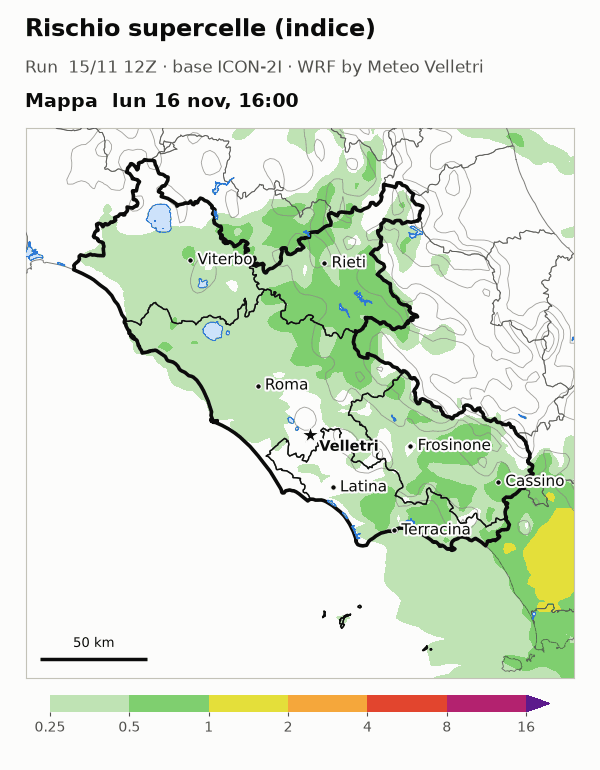 Rischio supercelle (indice)
Run  15/11 12Z · base ICON-2I · WRF by Meteo Velletri
Mappa  lun 16 nov, 16:00
Viterbo
Rieti
Roma
Velletri
Frosinone
Latina
Cassino
Terracina
50 km
0.25 0.5 1 2 4 8 16